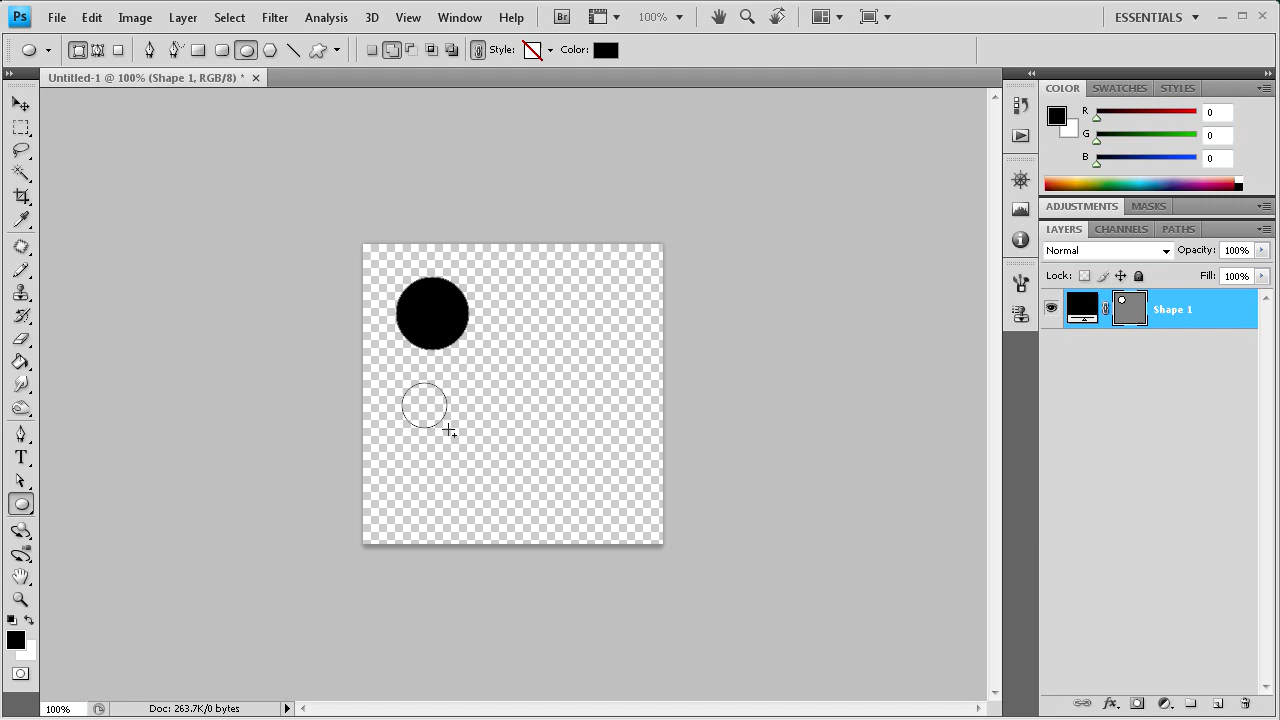 Ps File Edit Image Layer Select Filter Analysis 3D View Window Help Br 100% ESSENTIALS
Style: Color:
Untitled-1 @ 100% (Shape 1, RGB/8) *
COLOR SWATCHES STYLES
R 0
G 0
B 0
ADJUSTMENTS MASKS
LAYERS CHANNELS PATHS
Normal Opacity: 100%
Lock: Fill: 100%
Shape 1
T
100% Doc: 263.7K/0 bytes
fx